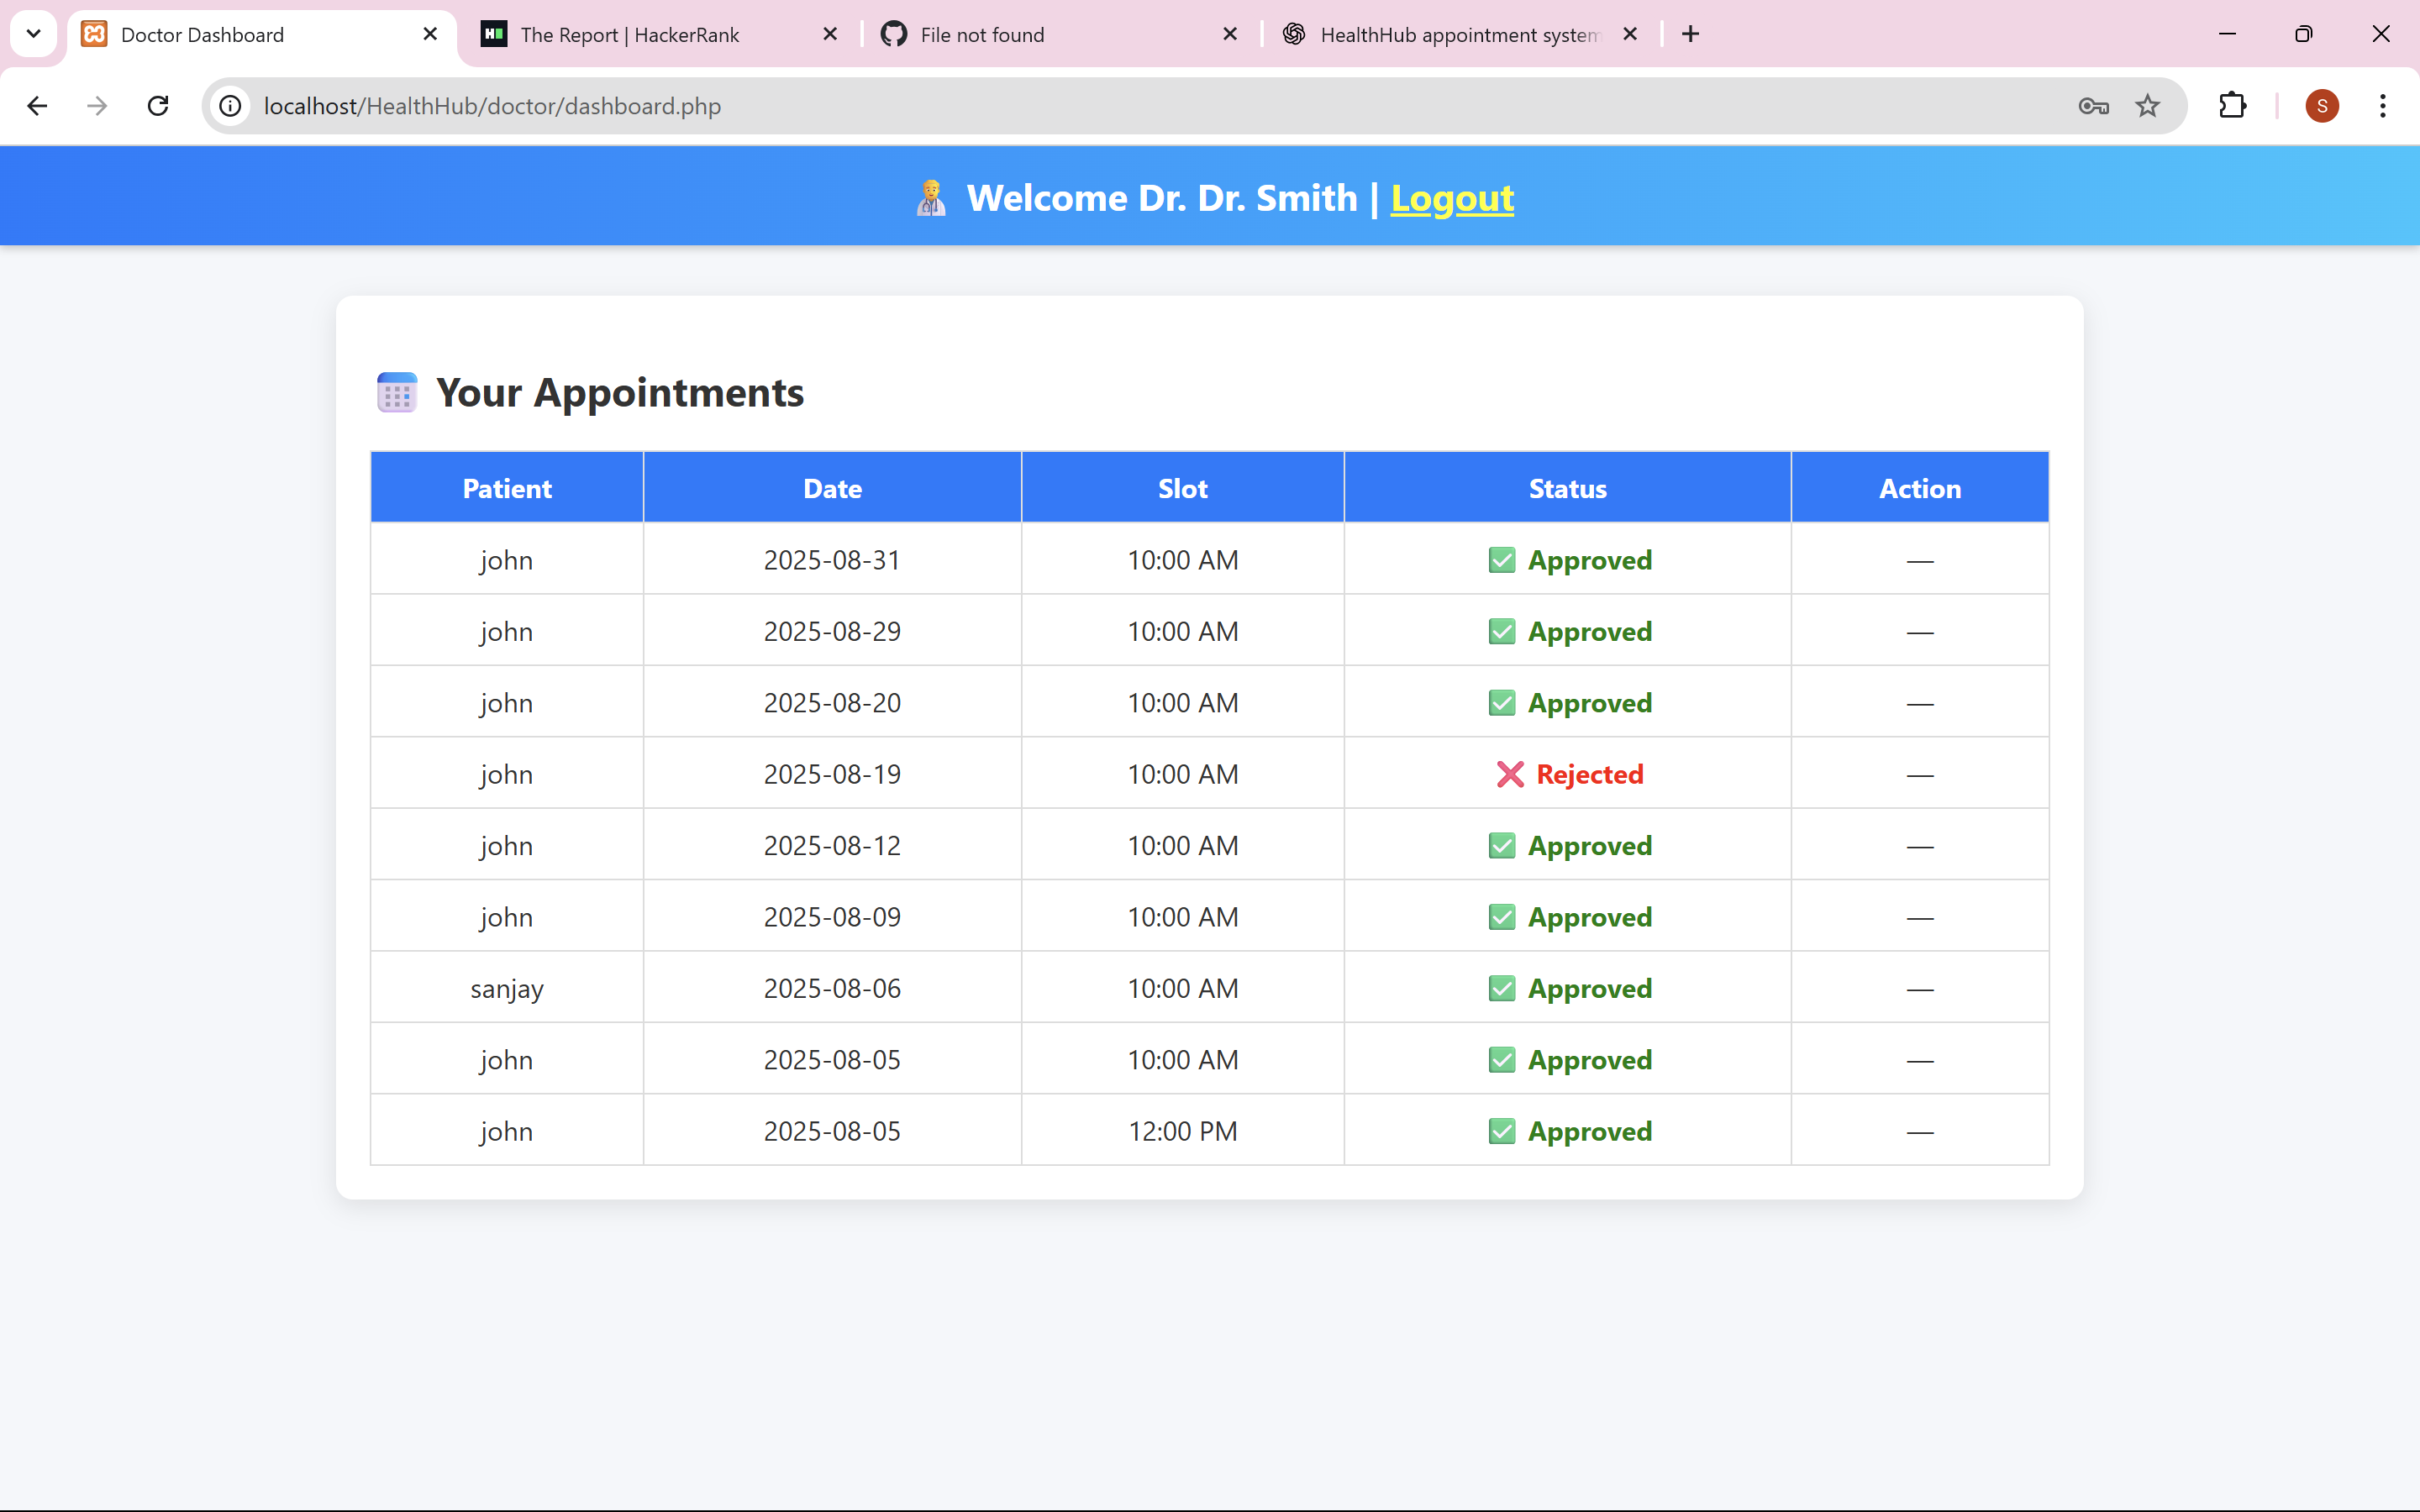 Doctor Dashboard
The Report | HackerRank
File not found
HealthHub appointment system
localhost/HealthHub/doctor/dashboard.php
S
Welcome Dr. Dr. Smith | Logout
Your Appointments
Patient Date Slot Status Action
john 2025-08-31 10:00 AM Approved —
john 2025-08-29 10:00 AM Approved —
john 2025-08-20 10:00 AM Approved —
john 2025-08-19 10:00 AM Rejected —
john 2025-08-12 10:00 AM Approved —
john 2025-08-09 10:00 AM Approved —
sanjay 2025-08-06 10:00 AM Approved —
john 2025-08-05 10:00 AM Approved —
john 2025-08-05 12:00 PM Approved —